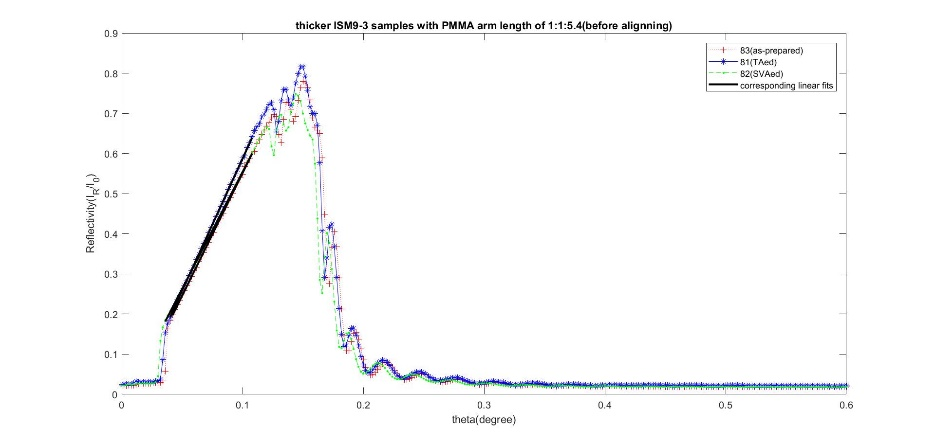 thicker ISM9-3 samples with PMMA arm length of 1:1:5.4(before alignning)
0.9
0.8
0.7
0.6
0.5
0.4
0.3
0.2
0.1
0
Reflectivity(I_R/I_0)
83(as-prepared)
81(TAed)
82(SVAed)
corresponding linear fits
0 0.1 0.2 0.3 0.4 0.5 0.6
theta(degree)